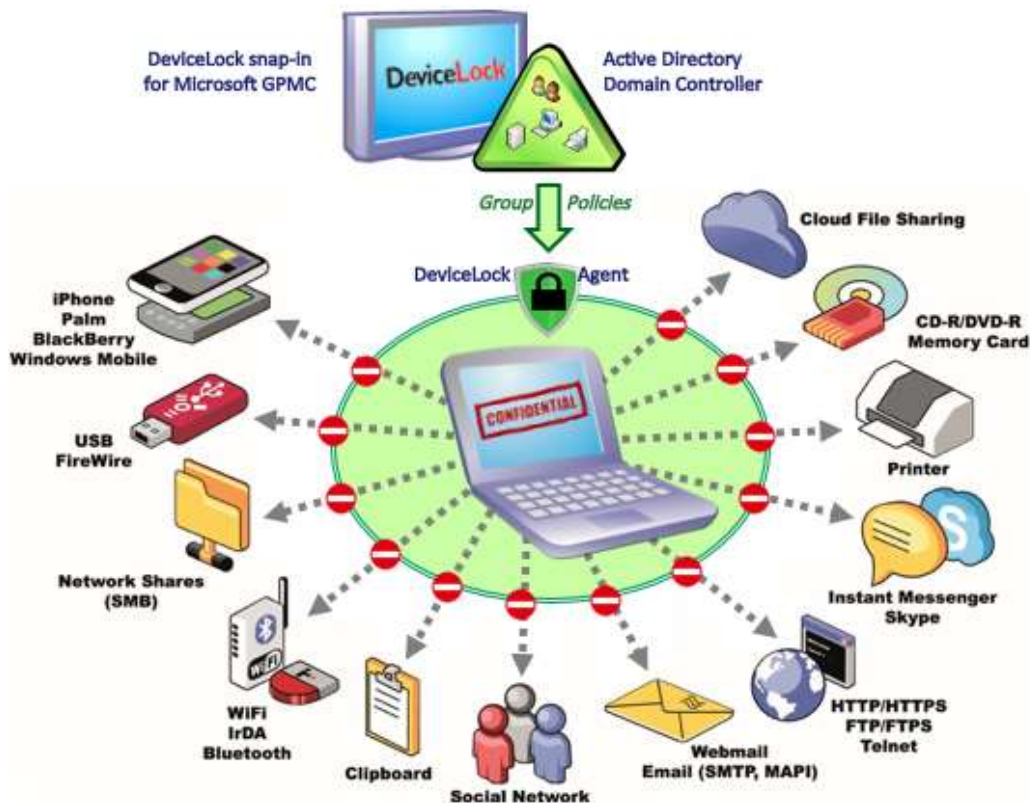 DeviceLock snap-in
for Microsoft GPMC
DeviceLock
Active Directory
Domain Controller
Group Policies
DeviceLock Agent
Cloud File Sharing
iPhone
Palm
BlackBerry
Windows Mobile
CD-R/DVD-R
Memory Card
CONFIDENTIAL
USB
FireWire
Printer
Network Shares
(SMB)
S
Instant Messenger
Skype
WiFi
WiFi
IrDA
Bluetooth
Clipboard
Social Network
Webmail
Email (SMTP, MAPI)
HTTP/HTTPS
FTP/FTPS
Telnet